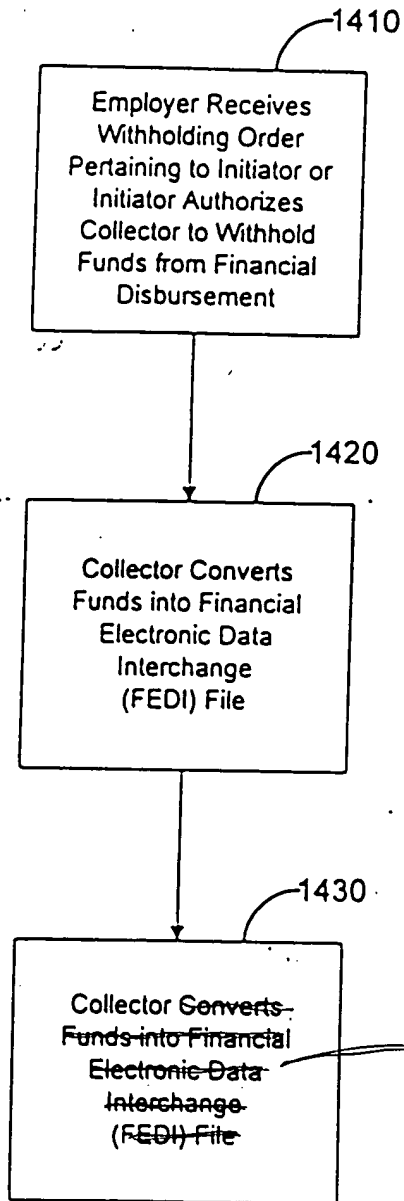 1410
Employer Receives
Withholding Order
Pertaining to Initiator or
Initiator Authorizes
Collector to Withhold
Funds from Financial
Disbursement
1420
Collector Converts
Funds into Financial
Electronic Data
Interchange
(FEDI) File
1430
Collector Converts
Funds into Financial
Electronic Data
Interchange
(FEDI) File